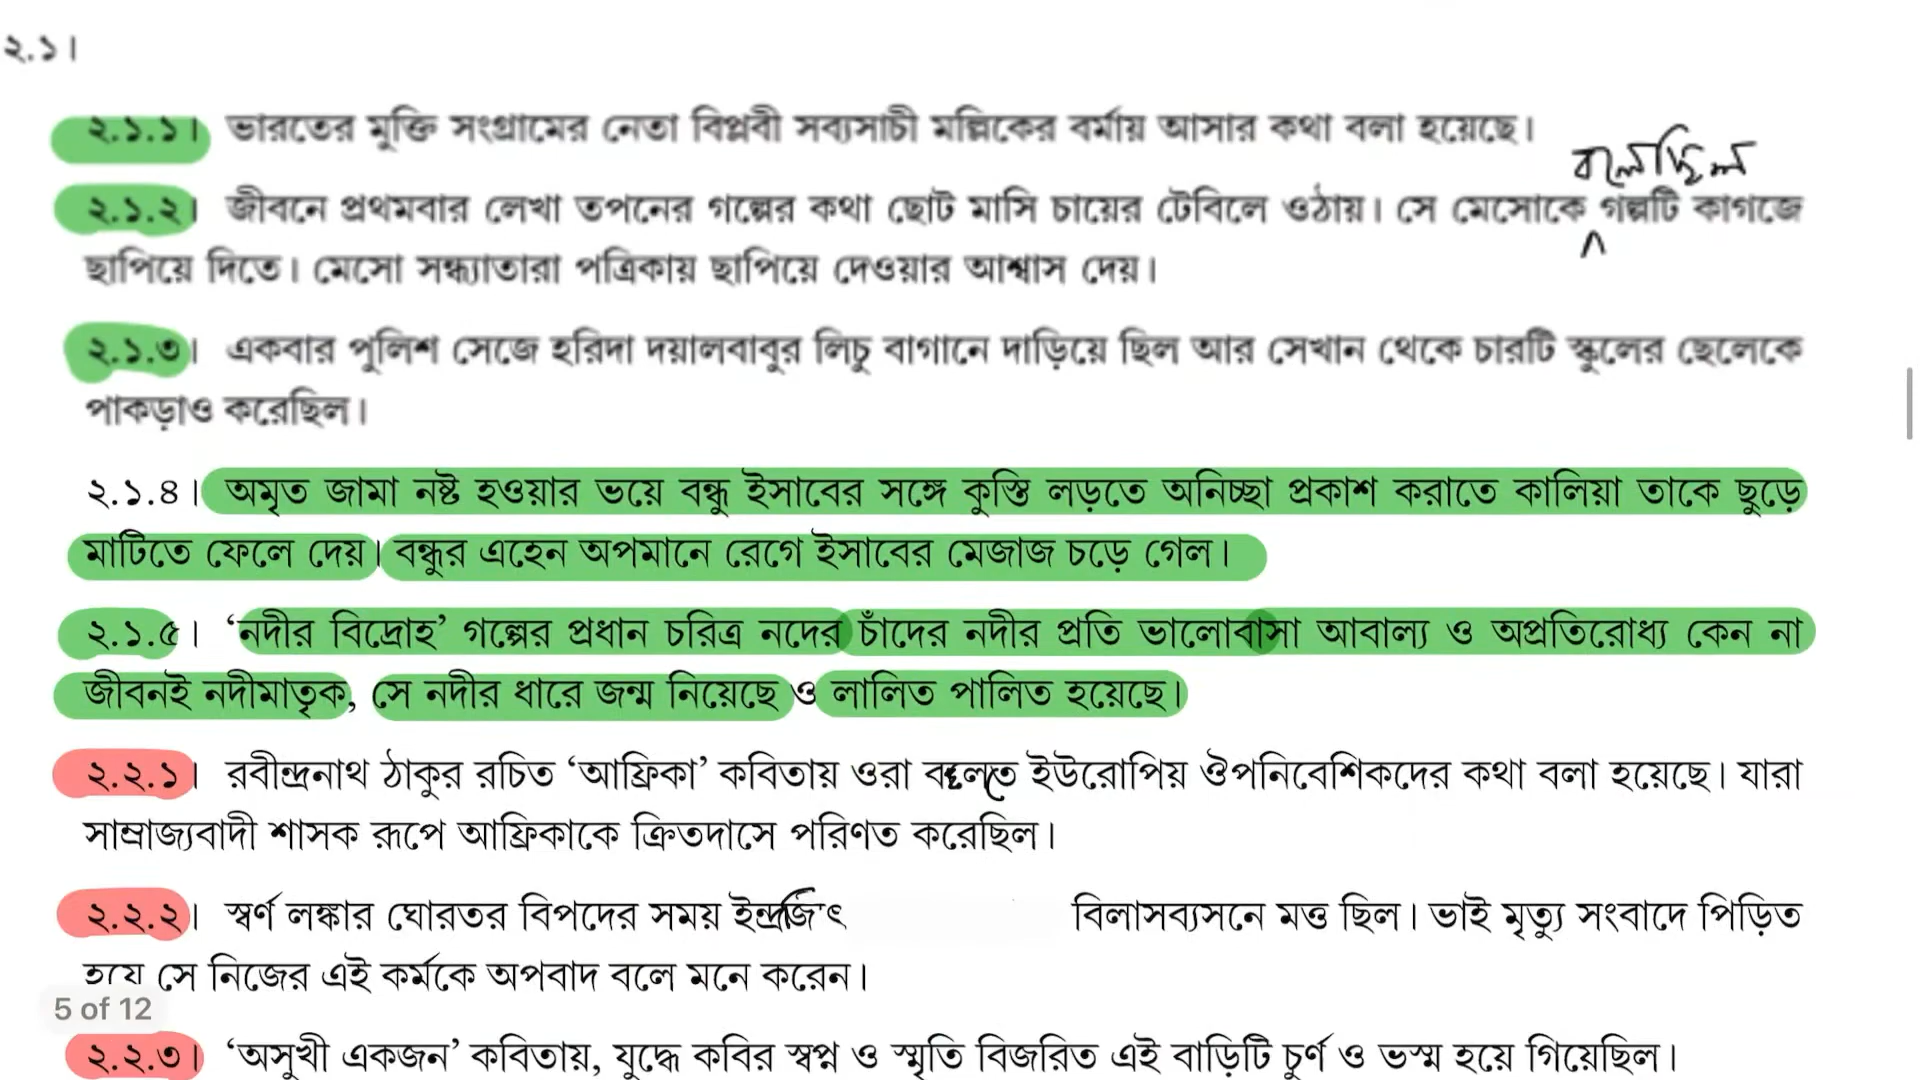 ২.১।
২.১.১। ভারতের মুক্তি সংগ্রামের নেতা বিপ্লবী সব্যসাচী মল্লিকের বর্মায় আসার কথা বলা হয়েছে।
বলেছিল
২.১.২। জীবনে প্রথমবার লেখা তপনের গল্পের কথা ছোট মাসি চায়ের টেবিলে ওঠায়। সে মেসোকে গল্পটি কাগজে
ছাপিয়ে দিতে। মেসো সন্ধ্যাতারা পত্রিকায় ছাপিয়ে দেওয়ার আশ্বাস দেয়।
২.১.৩। একবার পুলিশ সেজে হরিদা দয়ালবাবুর লিচু বাগানে দাড়িয়ে ছিল আর সেখান থেকে চারটি স্কুলের ছেলেকে
পাকড়াও করেছিল।
২.১.৪। অমৃত জামা নষ্ট হওয়ার ভয়ে বন্ধু ইসাবের সঙ্গে কুস্তি লড়তে অনিচ্ছা প্রকাশ করাতে কালিয়া তাকে ছুড়ে
মাটিতে ফেলে দেয়। বন্ধুর এহেন অপমানে রেগে ইসাবের মেজাজ চড়ে গেল।
২.১.৫। ‘নদীর বিদ্রোহ’ গল্পের প্রধান চরিত্র নদের চাঁদের নদীর প্রতি ভালোবাসা আবাল্য ও অপ্রতিরোধ্য কেন না
জীবনই নদীমাতৃক, সে নদীর ধারে জন্ম নিয়েছে ও লালিত পালিত হয়েছে।
২.২.১। রবীন্দ্রনাথ ঠাকুর রচিত ‘আফ্রিকা’ কবিতায় ওরা বলতে ইউরোপিয় ঔপনিবেশিকদের কথা বলা হয়েছে। যারা
সাম্রাজ্যবাদী শাসক রূপে আফ্রিকাকে ক্রিতদাসে পরিণত করেছিল।
২.২.২। স্বর্ণ লঙ্কার ঘোরতর বিপদের সময় ইন্দ্রজিৎ বিলাসব্যসনে মত্ত ছিল। ভাই মৃত্যু সংবাদে পিড়িত
হয়ে সে নিজের এই কর্মকে অপবাদ বলে মনে করেন।
5 of 12
২.২.৩। ‘অসুখী একজন’ কবিতায়, যুদ্ধে কবির স্বপ্ন ও স্মৃতি বিজরিত এই বাড়িটি চুর্ণ ও ভস্ম হয়ে গিয়েছিল।